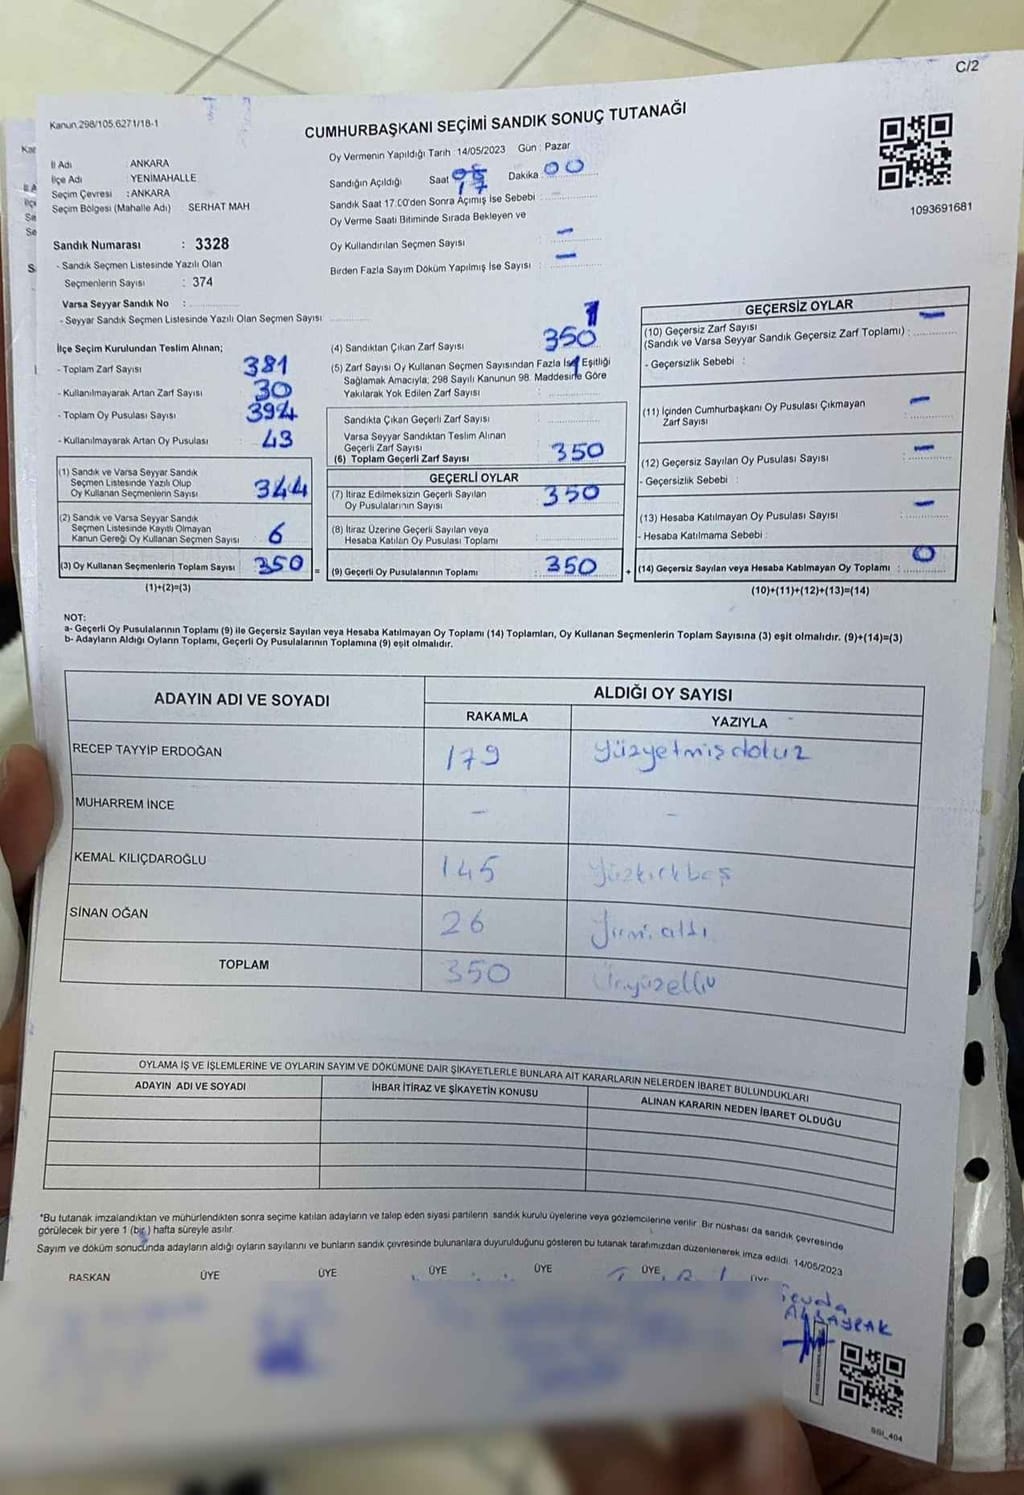 C/2
Kanun.298/105.6271/18-1
CUMHURBAŞKANI SEÇİMİ SANDIK SONUÇ TUTANAĞI
1093691681
İl Adı ANKARA
İlçe Adı YENİMAHALLE
Seçim Çevresi : ANKARA
Seçim Bölgesi (Mahalle Adı) SERHAT MAH
Sandık Numarası : 3328
- Sandık Seçmen Listesinde Yazılı Olan
Seçmenlerin Sayısı : 374
Varsa Seyyar Sandık No :
- Seyyar Sandık Seçmen Listesinde Yazılı Olan Seçmen Sayısı
Oy Vermenin Yapıldığı Tarih :14/05/2023 Gün : Pazar
Sandığın Açıldığı Saat 17 Dakika : 00
Sandık Saat 17.00'den Sonra Açımış İse Sebebi : -
Oy Verme Saati Bitiminde Sırada Bekleyen ve
Oy Kullandırılan Seçmen Sayısı : -
Birden Fazla Sayım Döküm Yapılmış İse Sayısı : -
İlçe Seçim Kurulundan Teslim Alınan;
- Toplam Zarf Sayısı : 381
- Kullanılmayarak Artan Zarf Sayısı : 30
- Toplam Oy Pusulası Sayısı : 394
- Kullanılmayarak Artan Oy Pusulası : 43
(1) Sandık ve Varsa Seyyar Sandık
Seçmen Listesinde Yazılı Olup
Oy Kullanan Seçmenlerin Sayısı : 344
(2) Sandık ve Varsa Seyyar Sandık
Seçmen Listesinde Kayıtlı Olmayan
Kanun Gereği Oy Kullanan Seçmen Sayısı : 6
(3) Oy Kullanan Seçmenlerin Toplam Sayısı : 350
(1)+(2)=(3)
(4) Sandıktan Çıkan Zarf Sayısı : 350
(5) Zarf Sayısı Oy Kullanan Seçmen Sayısından Fazla İse Eşitliği
Sağlamak Amacıyla; 298 Sayılı Kanunun 98. Maddesine Göre
Yakılarak Yok Edilen Zarf Sayısı :
Sandıkta Çıkan Geçerli Zarf Sayısı :
Varsa Seyyar Sandıktan Teslim Alınan
Geçerli Zarf Sayısı
(6) Toplam Geçerli Zarf Sayısı : 350
GEÇERLİ OYLAR
(7) İtiraz Edilmeksizin Geçerli Sayılan
Oy Pusulalarının Sayısı : 350
(8) İtiraz Üzerine Geçerli Sayılan veya
Hesaba Katılan Oy Pusulası Toplamı :
= (9) Geçerli Oy Pusulalarının Toplamı : 350
GEÇERSİZ OYLAR
(10) Geçersiz Zarf Sayısı
(Sandık ve Varsa Seyyar Sandık Geçersiz Zarf Toplamı) : -
- Geçersizlik Sebebi :
(11) İçinden Cumhurbaşkanı Oy Pusulası Çıkmayan
Zarf Sayısı : -
(12) Geçersiz Sayılan Oy Pusulası Sayısı : -
- Geçersizlik Sebebi :
(13) Hesaba Katılmayan Oy Pusulası Sayısı : -
- Hesaba Katılmama Sebebi :
+ (14) Geçersiz Sayılan veya Hesaba Katılmayan Oy Toplamı : 0
(10)+(11)+(12)+(13)=(14)
NOT:
a- Geçerli Oy Pusulalarının Toplamı (9) ile Geçersiz Sayılan veya Hesaba Katılmayan Oy Toplamı (14) Toplamları, Oy Kullanan Seçmenlerin Toplam Sayısına (3) eşit olmalıdır. (9)+(14)=(3)
b- Adayların Aldığı Oyların Toplamı, Geçerli Oy Pusulalarının Toplamına (9) eşit olmalıdır.
ADAYIN ADI VE SOYADI ALDIĞI OY SAYISI
RAKAMLA YAZIYLA
RECEP TAYYİP ERDOĞAN 179 yüzyetmişdokuz
MUHARREM İNCE - -
KEMAL KILIÇDAROĞLU 145 yüzkırkbeş
SİNAN OĞAN 26 yirmi altı
TOPLAM 350 Üçyüzelli
OYLAMA İŞ VE İŞLEMLERİNE VE OYLARIN SAYIM VE DÖKÜMÜNE DAİR ŞİKAYETLERLE BUNLARA AİT KARARLARIN NELERDEN İBARET BULUNDUKLARI
ADAYIN ADI VE SOYADI İHBAR İTİRAZ VE ŞİKAYETİN KONUSU ALINAN KARARIN NEDEN İBARET OLDUĞU
*Bu tutanak imzalandıktan ve mühürlendikten sonra seçime katılan adayların ve talep eden siyasi partilerin sandık kurulu üyelerine veya gözlemcilerine verilir. Bir nüshası da sandık çevresinde
görülecek bir yere 1 (bir) hafta süreyle asılır.
Sayım ve döküm sonucunda adayların aldığı oyların sayılarını ve bunların sandık çevresinde bulunanlara duyurulduğunu gösteren bu tutanak tarafımızdan düzenlenerek imza edildi. 14/05/2023
BAŞKAN ÜYE ÜYE ÜYE ÜYE ÜYE ÜYE